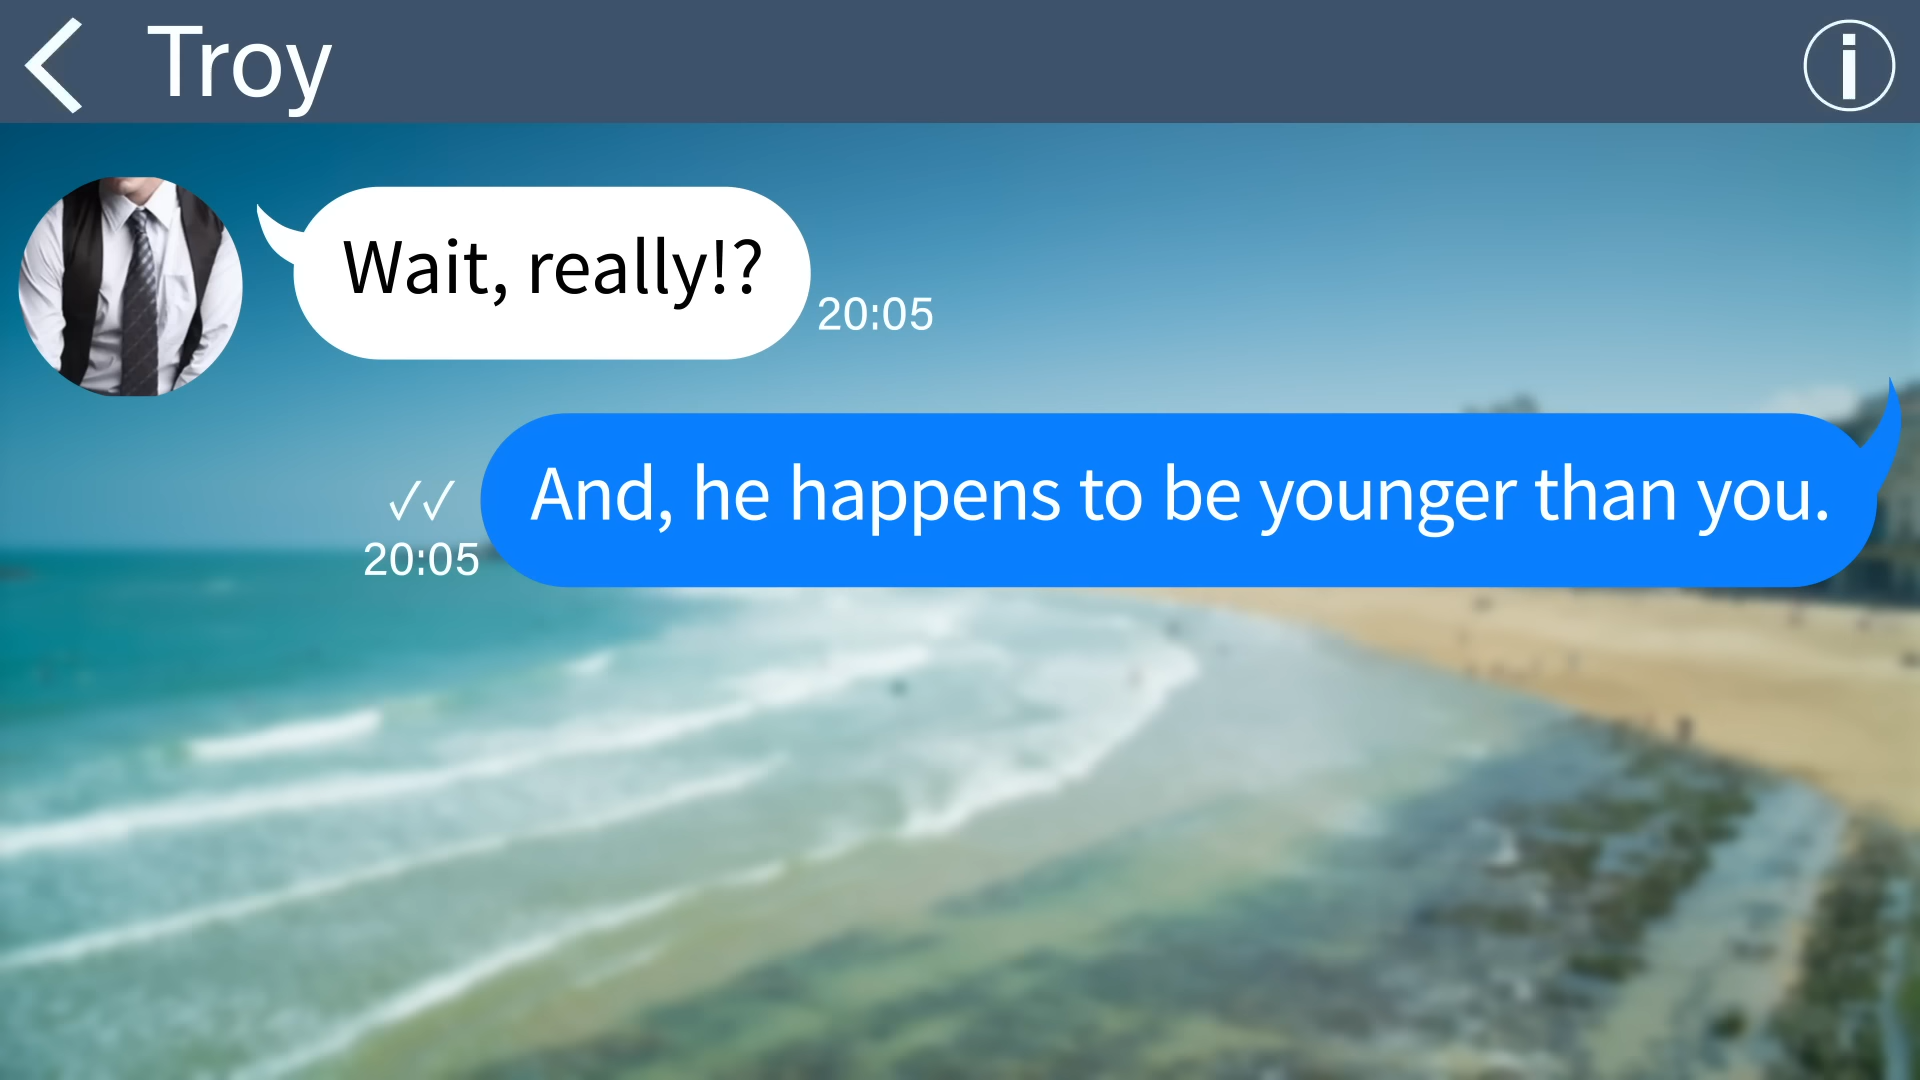 Troy
Wait, really!?
20:05
✓✓
And, he happens to be younger than you.
20:05